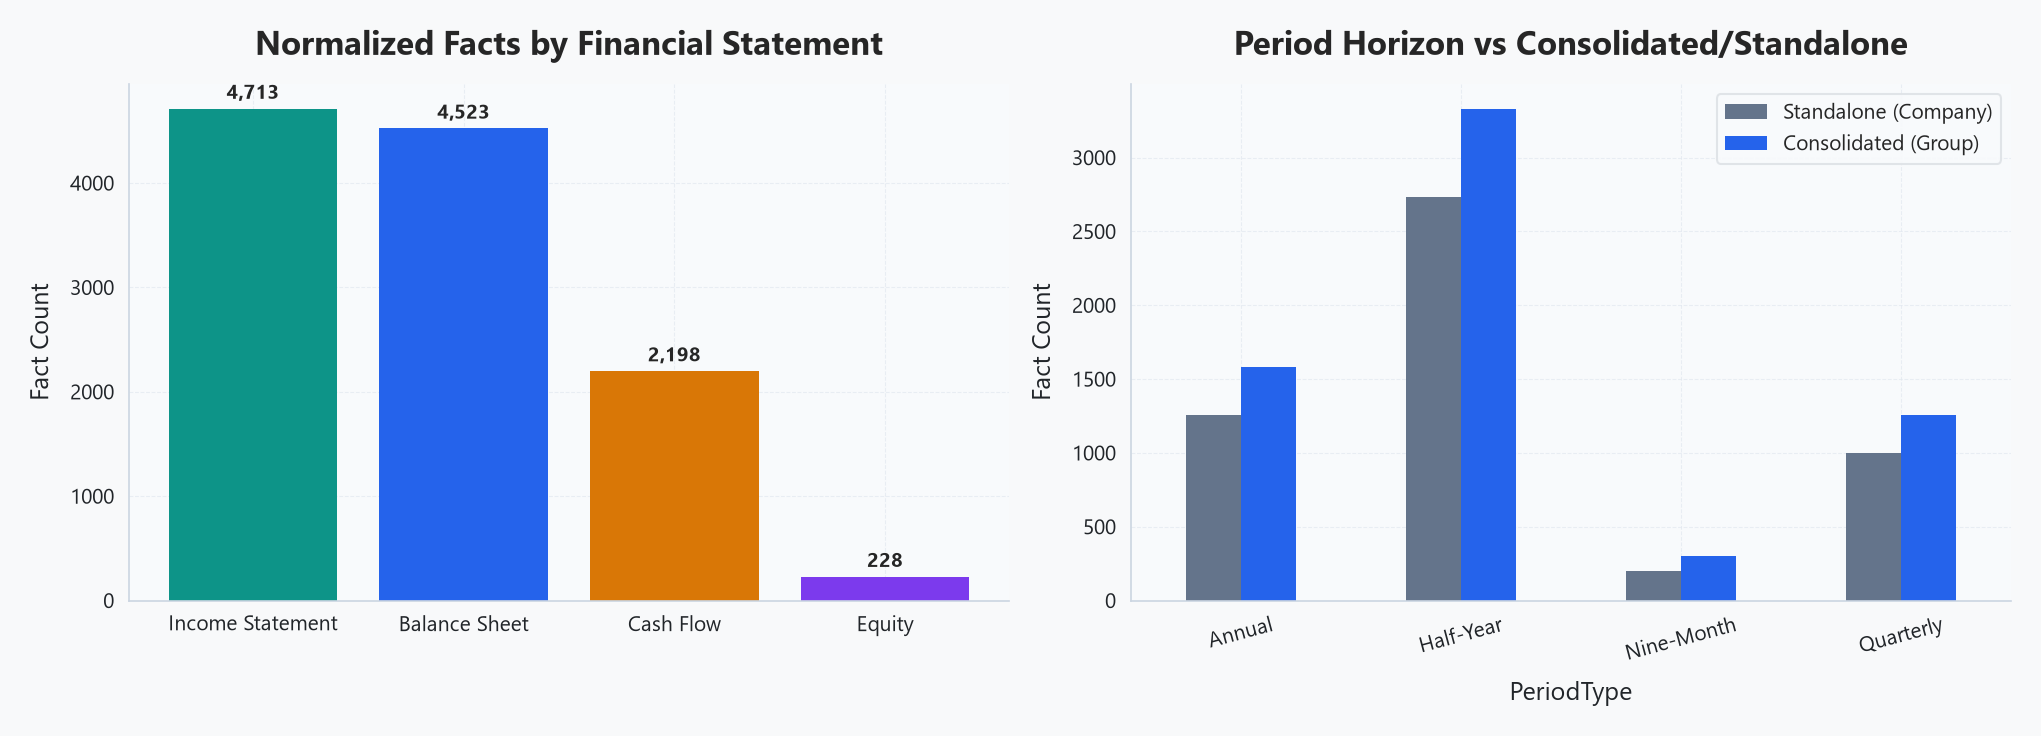 Normalized Facts by Financial Statement
Fact Count
4000
3000
2000
1000
0
4,713
4,523
2,198
228
Income Statement
Balance Sheet
Cash Flow
Equity
Period Horizon vs Consolidated/Standalone
Standalone (Company)
Consolidated (Group)
Fact Count
3000
2500
2000
1500
1000
500
0
Annual
Half-Year
Nine-Month
Quarterly
PeriodType